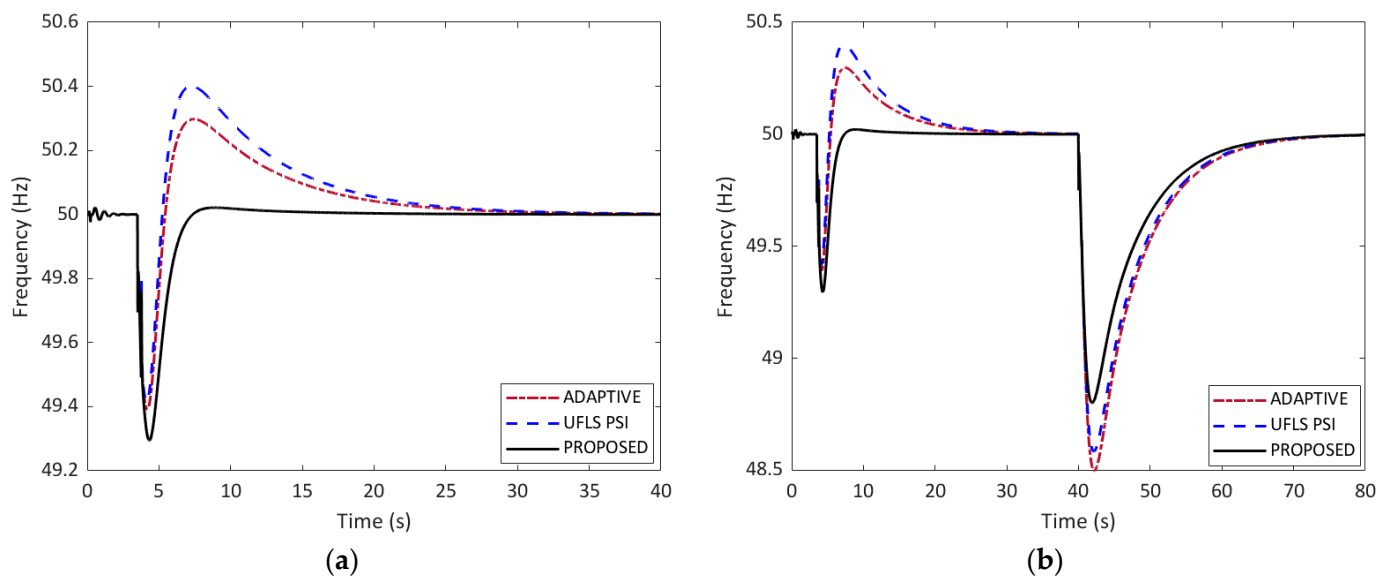 50.6
50.4
50.2
50
49.8
49.6
49.4
49.2
Frequency (Hz)
0 5 10 15 20 25 30 35 40
Time (s)
ADAPTIVE
UFLS PSI
PROPOSED
(a)
50.5
50
49.5
49
48.5
Frequency (Hz)
0 10 20 30 40 50 60 70 80
Time (s)
ADAPTIVE
UFLS PSI
PROPOSED
(b)